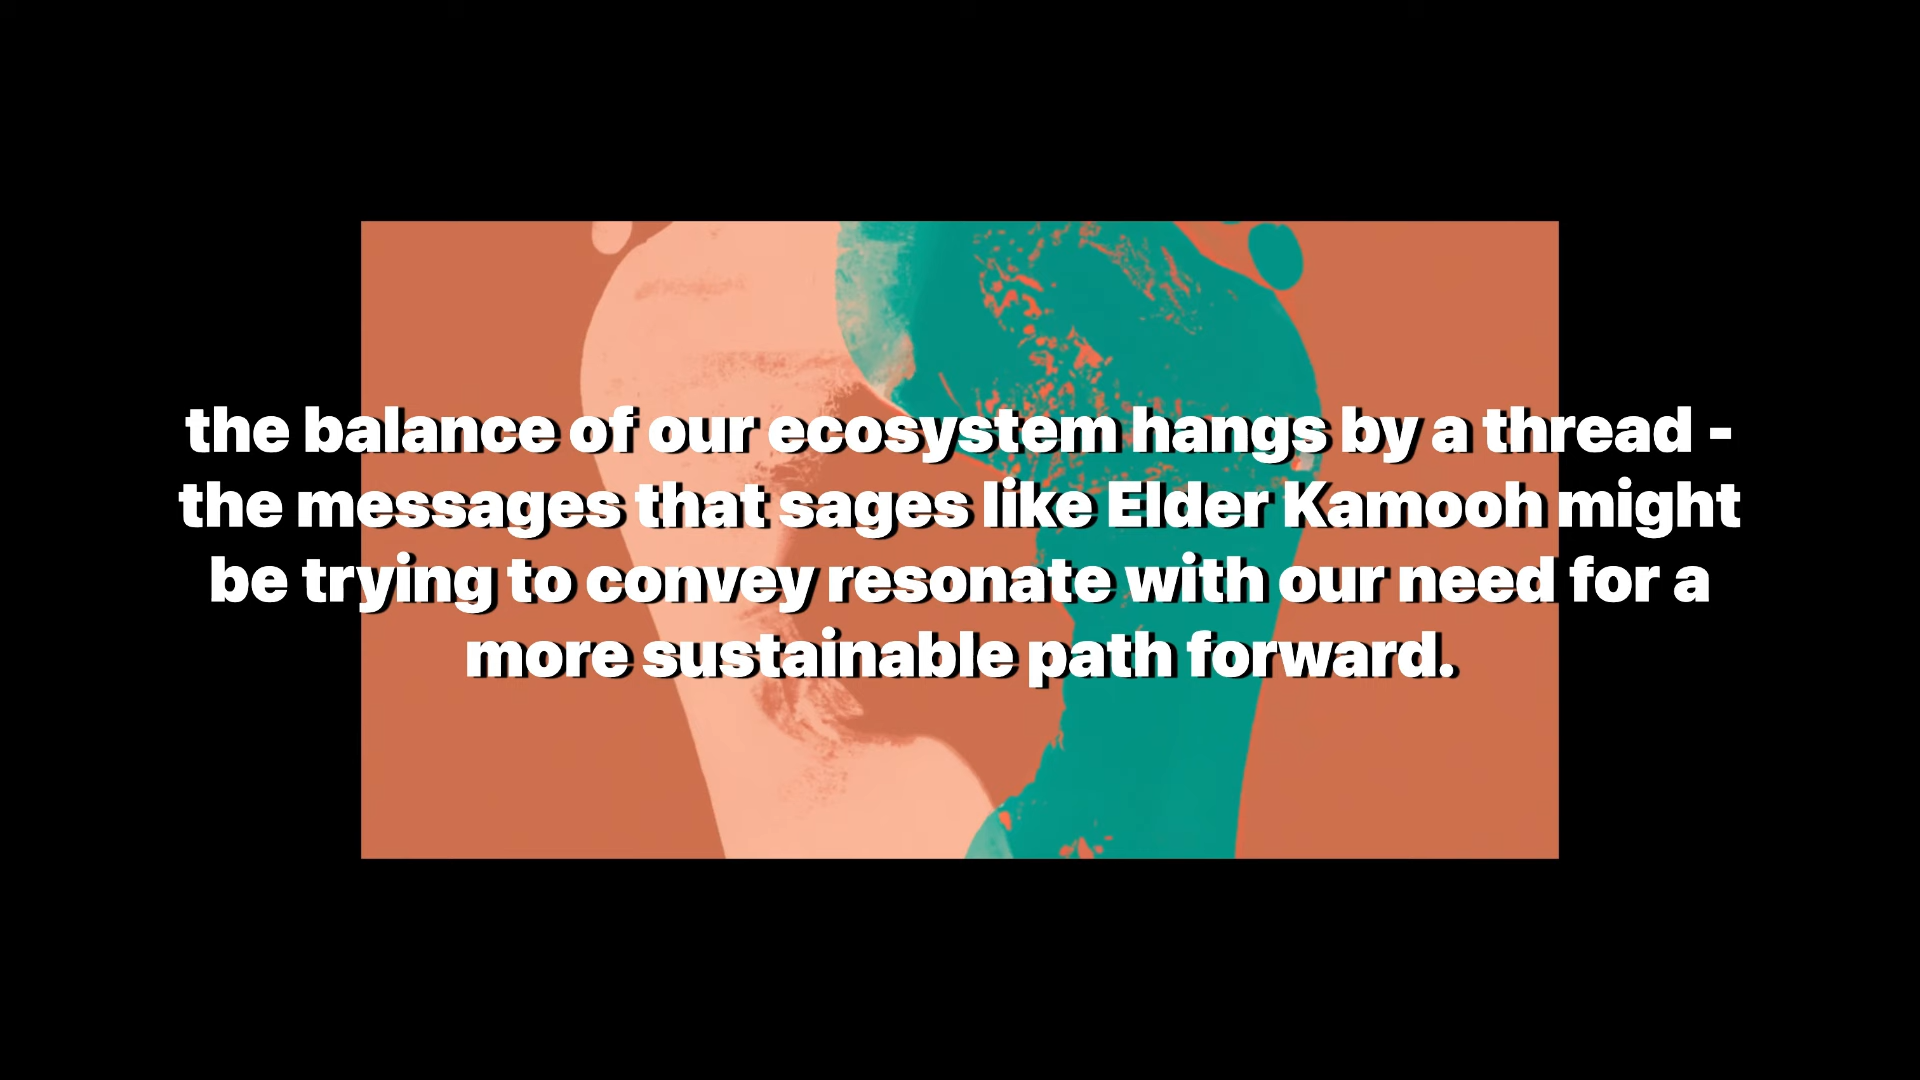 the balance of our ecosystem hangs by a thread -
the messages that sages like Elder Kamooh might
be trying to convey resonate with our need for a
more sustainable path forward.